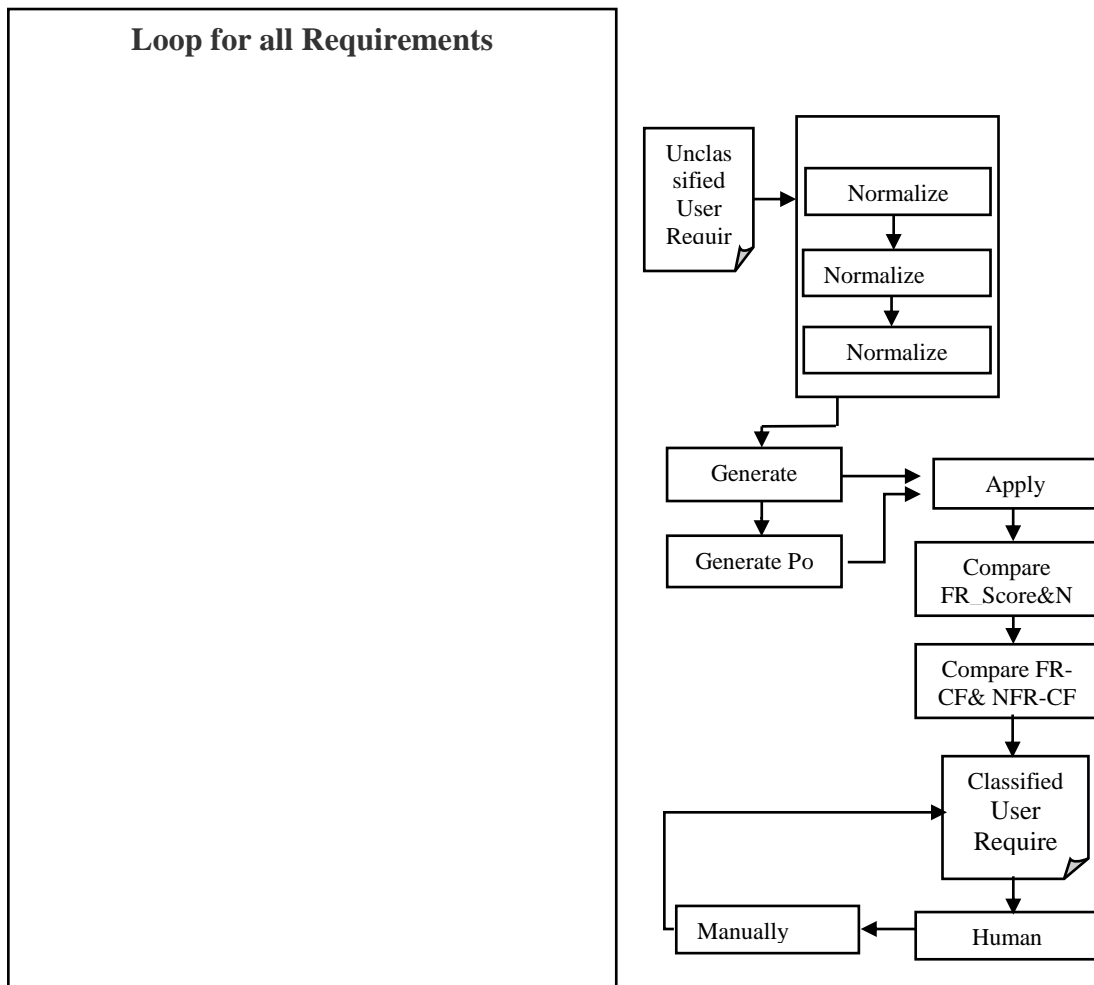 Loop for all Requirements
Unclas
sified
User
Requir
Normalize
Normalize
Normalize
Generate
Apply
Generate Po
Compare
FR_Score&N
Compare FR-
CF& NFR-CF
Classified
User
Require
Manually
Human